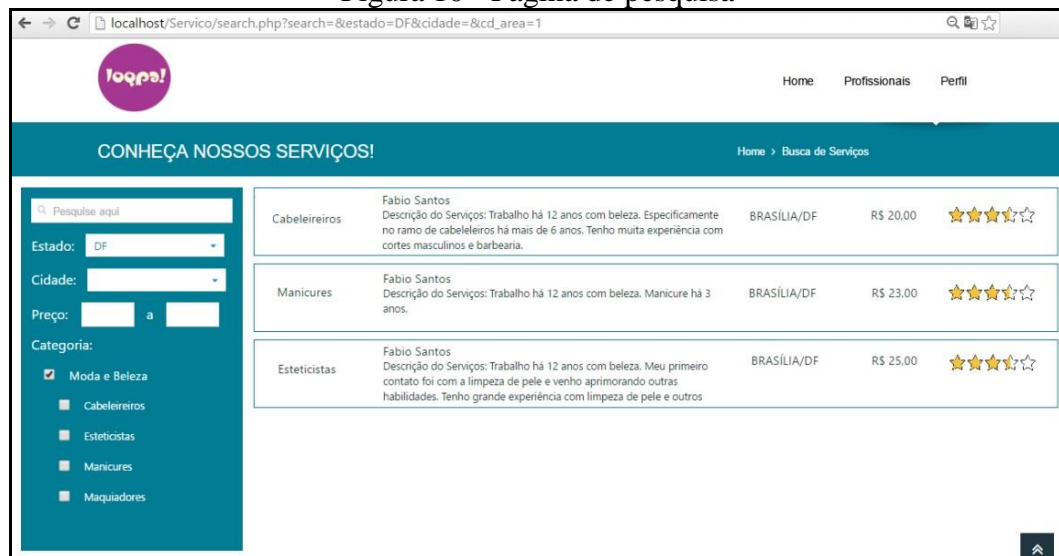 Figura 16 - Página de pesquisa
localhost/Servico/search.php?search=&estado=DF&cidade=&cd_area=1
loqpa!
Home Profissionais Perfil
CONHEÇA NOSSOS SERVIÇOS!
Home > Busca de Serviços
Pesquise aqui
Estado: DF
Cidade:
Preço: a
Categoria:
Moda e Beleza
Cabeleireiros
Esteticistas
Manicures
Maquiadores
Cabeleireiros
Fabio Santos
Descrição do Serviços: Trabalho há 12 anos com beleza. Especificamente
no ramo de cabeleleiros há mais de 6 anos. Tenho muita experiência com
cortes masculinos e barbearia.
BRASÍLIA/DF
R$ 20,00
Manicures
Fabio Santos
Descrição do Serviços: Trabalho há 12 anos com beleza. Manicure há 3
anos.
BRASÍLIA/DF
R$ 23,00
Esteticistas
Fabio Santos
Descrição do Serviços: Trabalho há 12 anos com beleza. Meu primeiro
contato foi com a limpeza de pele e venho aprimorando outras
habilidades. Tenho grande experiência com limpeza de pele e outros
BRASÍLIA/DF
R$ 25,00